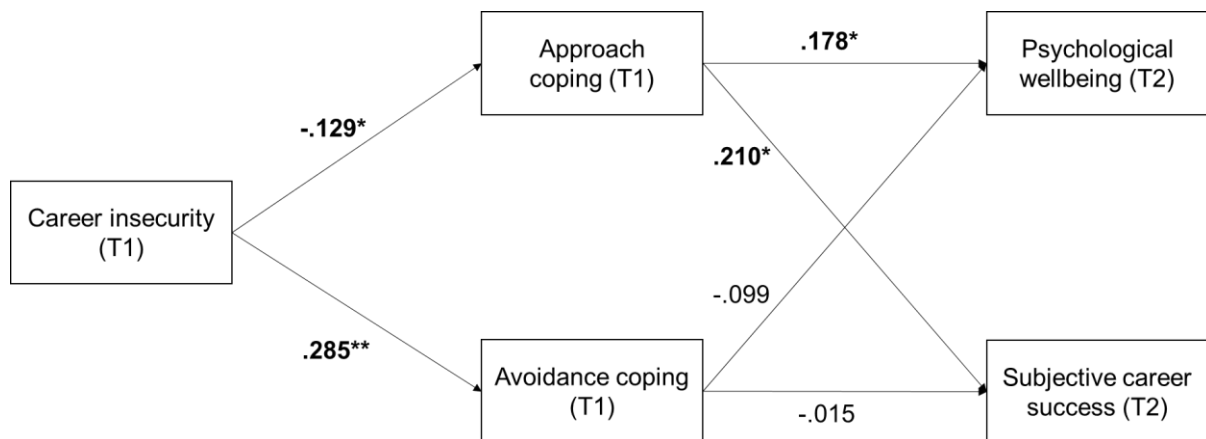 Approach
coping (T1)
.178*
Psychological
wellbeing (T2)
-.129*
.210*
Career insecurity
(T1)
-.099
.285**
Avoidance coping
(T1)
-.015
Subjective career
success (T2)